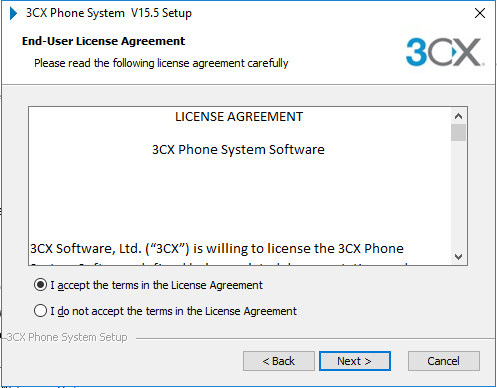 3CX Phone System V15.5 Setup
End-User License Agreement
Please read the following license agreement carefully
3CX
LICENSE AGREEMENT
3CX Phone System Software
3CX Software, Ltd. (“3CX”) is willing to license the 3CX Phone
I accept the terms in the License Agreement
I do not accept the terms in the License Agreement
3CX Phone System Setup
< Back
Next >
Cancel